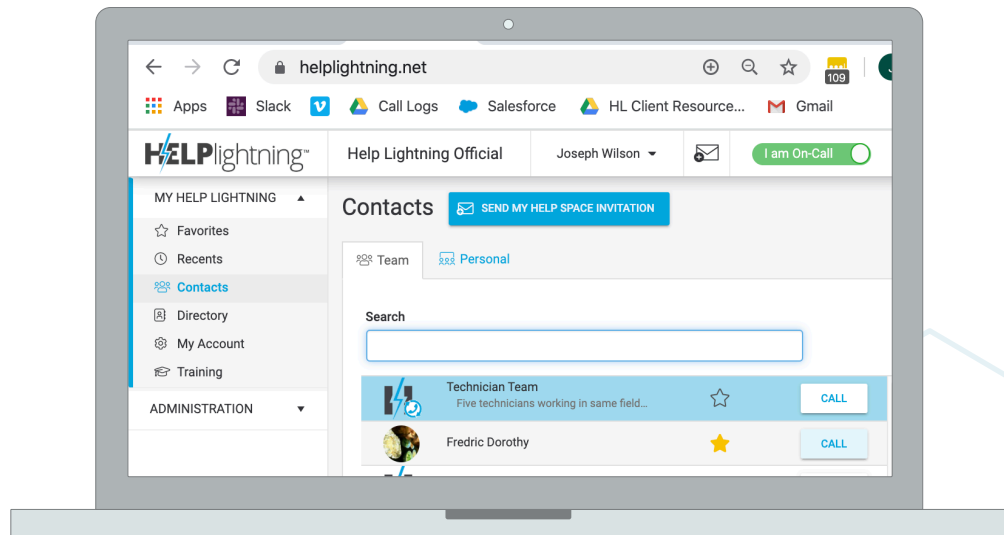 helplightning.net
109
Apps Slack Call Logs Salesforce HL Client Resource... Gmail
HELPlightning™ Help Lightning Official Joseph Wilson I am On-Call
MY HELP LIGHTNING
Favorites
Recents
Contacts
Directory
My Account
Training
ADMINISTRATION
Contacts SEND MY HELP SPACE INVITATION
Team Personal
Search
Technician Team
Five technicians working in same field...
CALL
Fredric Dorothy
CALL